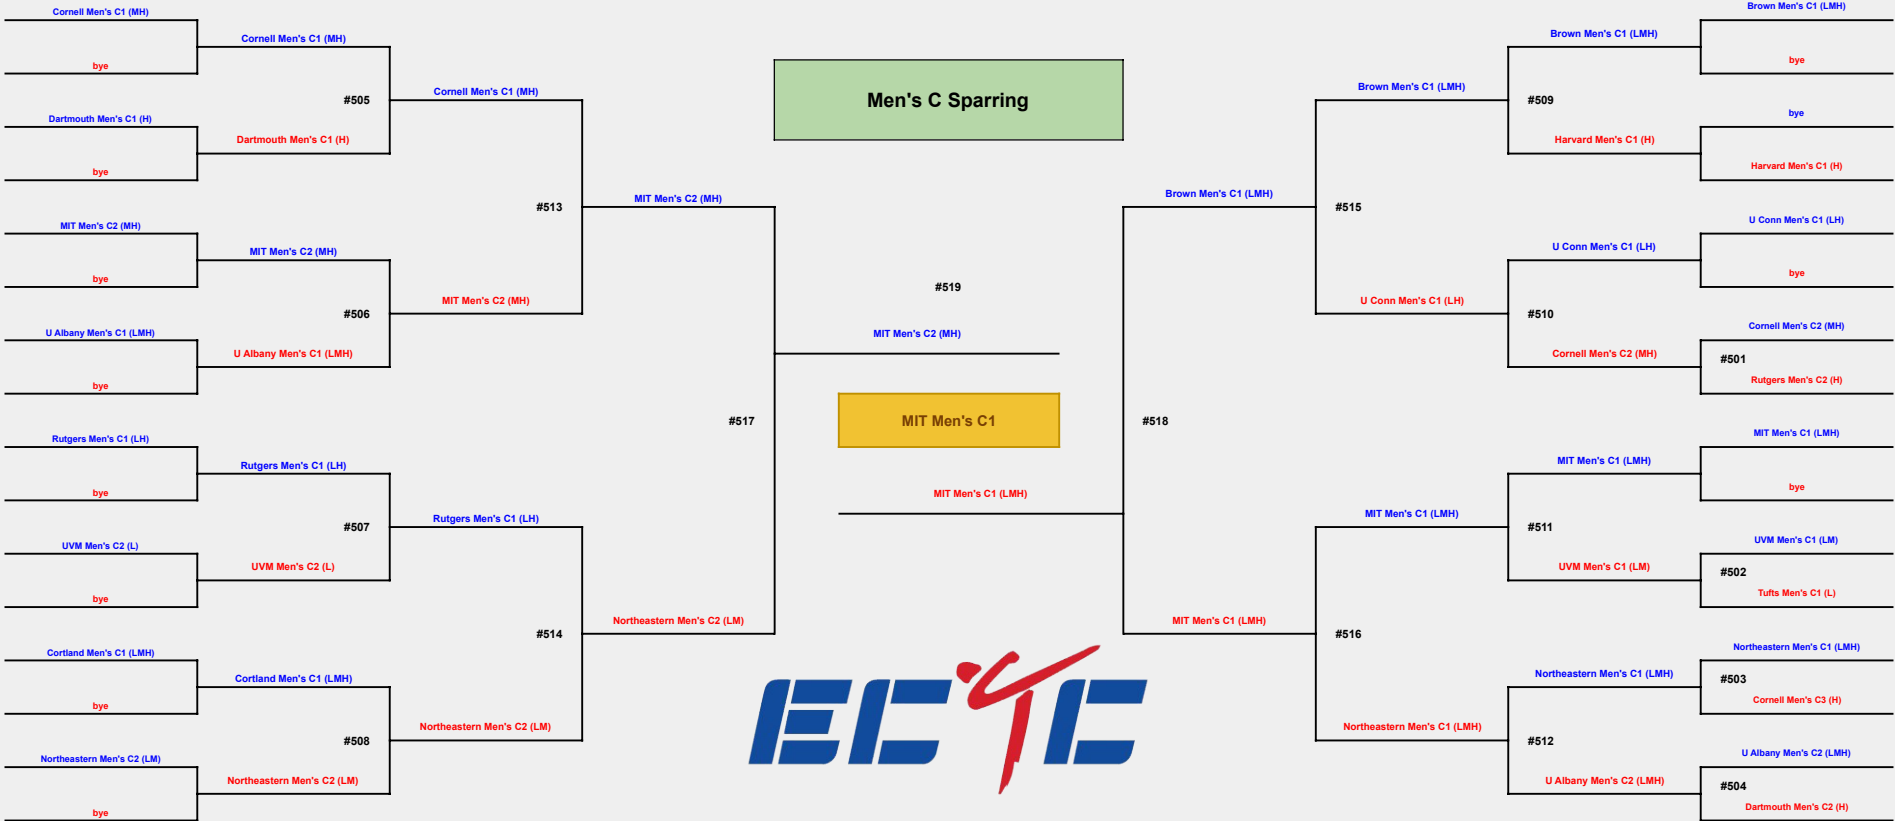 Cornell Men's C1 (MH)
bye
Dartmouth Men's C1 (H)
bye
MIT Men's C2 (MH)
bye
U Albany Men's C1 (LMH)
bye
Rutgers Men's C1 (LH)
bye
UVM Men's C2 (L)
bye
Cortland Men's C1 (LMH)
bye
Northeastern Men's C2 (LM)
bye
Cornell Men's C1 (MH)
#505
Dartmouth Men's C1 (H)
MIT Men's C2 (MH)
#506
U Albany Men's C1 (LMH)
Rutgers Men's C1 (LH)
#507
UVM Men's C2 (L)
Cortland Men's C1 (LMH)
#508
Northeastern Men's C2 (LM)
Cornell Men's C1 (MH)
#513
MIT Men's C2 (MH)
Rutgers Men's C1 (LH)
#514
Northeastern Men's C2 (LM)
MIT Men's C2 (MH)
#517
Northeastern Men's C2 (LM)
Men's C Sparring
#519
MIT Men's C2 (MH)
MIT Men's C1
MIT Men's C1 (LMH)
ECTC
Brown Men's C1 (LMH)
#518
MIT Men's C1 (LMH)
Brown Men's C1 (LMH)
#515
U Conn Men's C1 (LH)
MIT Men's C1 (LMH)
#516
Northeastern Men's C1 (LMH)
Brown Men's C1 (LMH)
#509
Harvard Men's C1 (H)
U Conn Men's C1 (LH)
#510
Cornell Men's C2 (MH)
MIT Men's C1 (LMH)
#511
UVM Men's C1 (LM)
Northeastern Men's C1 (LMH)
#512
U Albany Men's C2 (LMH)
Brown Men's C1 (LMH)
bye
bye
Harvard Men's C1 (H)
U Conn Men's C1 (LH)
bye
Cornell Men's C2 (MH)
#501
Rutgers Men's C2 (H)
MIT Men's C1 (LMH)
bye
UVM Men's C1 (LM)
#502
Tufts Men's C1 (L)
Northeastern Men's C1 (LMH)
#503
Cornell Men's C3 (H)
U Albany Men's C2 (LMH)
#504
Dartmouth Men's C2 (H)